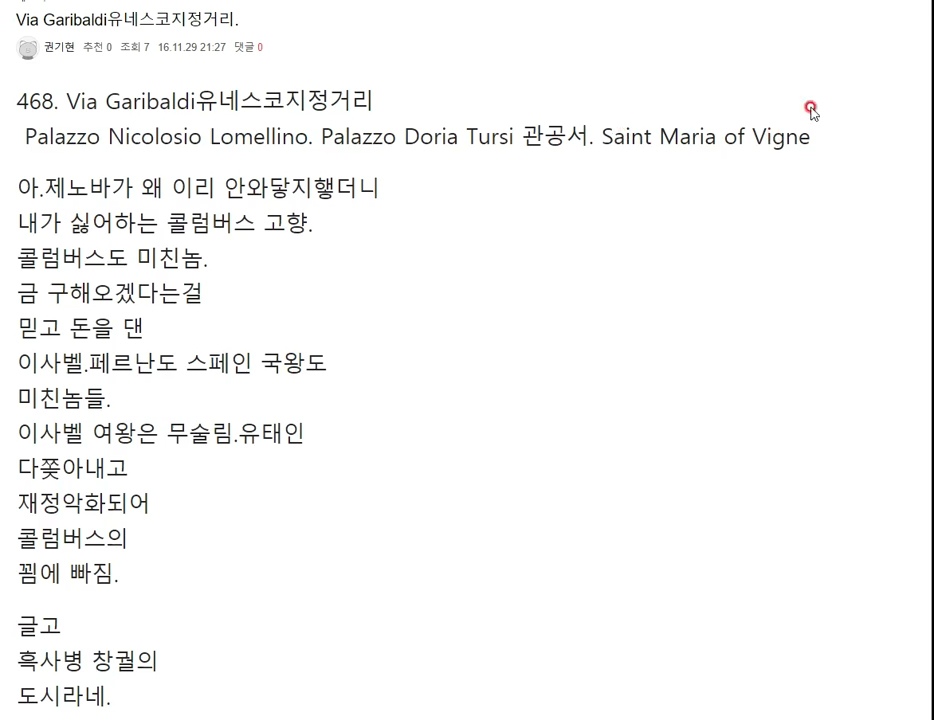 Via Garibaldi유네스코지정거리.
권기현 추천 0 조회 7 16.11.29 21:27 댓글 0
468. Via Garibaldi유네스코지정거리
Palazzo Nicolosio Lomellino. Palazzo Doria Tursi 관공서. Saint Maria of Vigne
아.제노바가 왜 이리 안와닿지헿더니
내가 싫어하는 콜럼버스 고향.
콜럼버스도 미친놈.
금 구해오겠다는걸
믿고 돈을 댄
이사벨.페르난도 스페인 국왕도
미친놈들.
이사벨 여왕은 무술림.유태인
다쫓아내고
재정악화되어
콜럼버스의
꾐에 빠짐.
글고
흑사병 창궐의
도시라네.